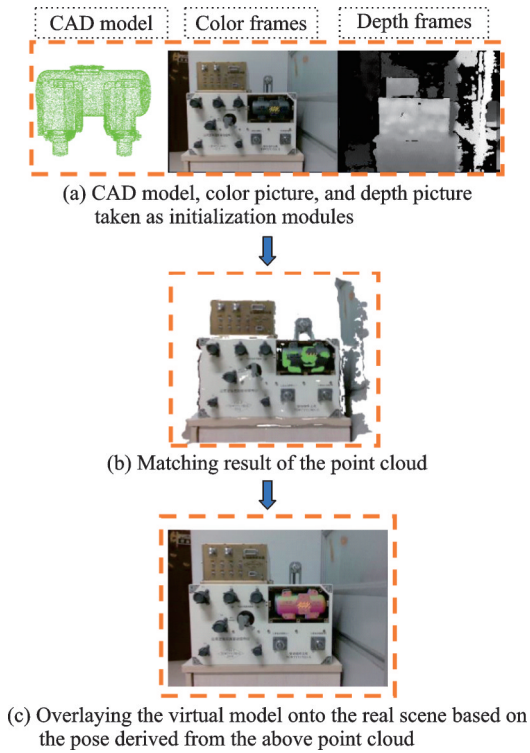 CAD model
Color frames
Depth frames
(a) CAD model, color picture, and depth picture
taken as initialization modules
(b) Matching result of the point cloud
(c) Overlaying the virtual model onto the real scene based on
the pose derived from the above point cloud